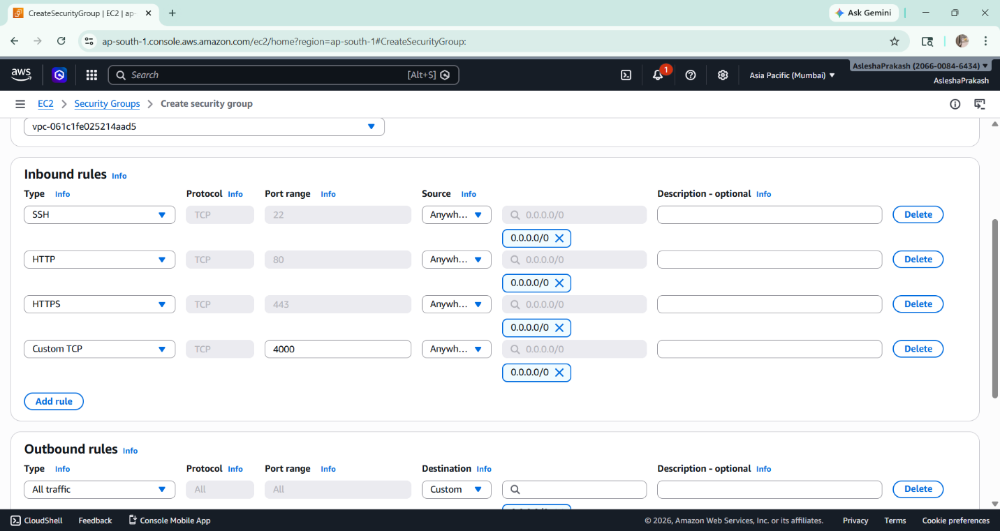 CreateSecurityGroup | EC2 | ap-
Ask Gemini
ap-south-1.console.aws.amazon.com/ec2/home?region=ap-south-1#CreateSecurityGroup:
aws
Search [Alt+S]
1
Asia Pacific (Mumbai)
AsleshaPrakash (2066-0084-6434)
AsleshaPrakash
EC2 Security Groups Create security group
vpc-061c1fe025214aad5
Inbound rules Info
Type Info Protocol Info Port range Info Source Info Description - optional Info
SSH TCP 22 Anywh... 0.0.0.0/0 Delete
0.0.0.0/0
HTTP TCP 80 Anywh... 0.0.0.0/0 Delete
0.0.0.0/0
HTTPS TCP 443 Anywh... 0.0.0.0/0 Delete
0.0.0.0/0
Custom TCP TCP 4000 Anywh... 0.0.0.0/0 Delete
0.0.0.0/0
Add rule
Outbound rules Info
Type Info Protocol Info Port range Info Destination Info Description - optional Info
All traffic All All Custom Delete
CloudShell Feedback Console Mobile App © 2026, Amazon Web Services, Inc. or its affiliates. Privacy Terms Cookie preferences